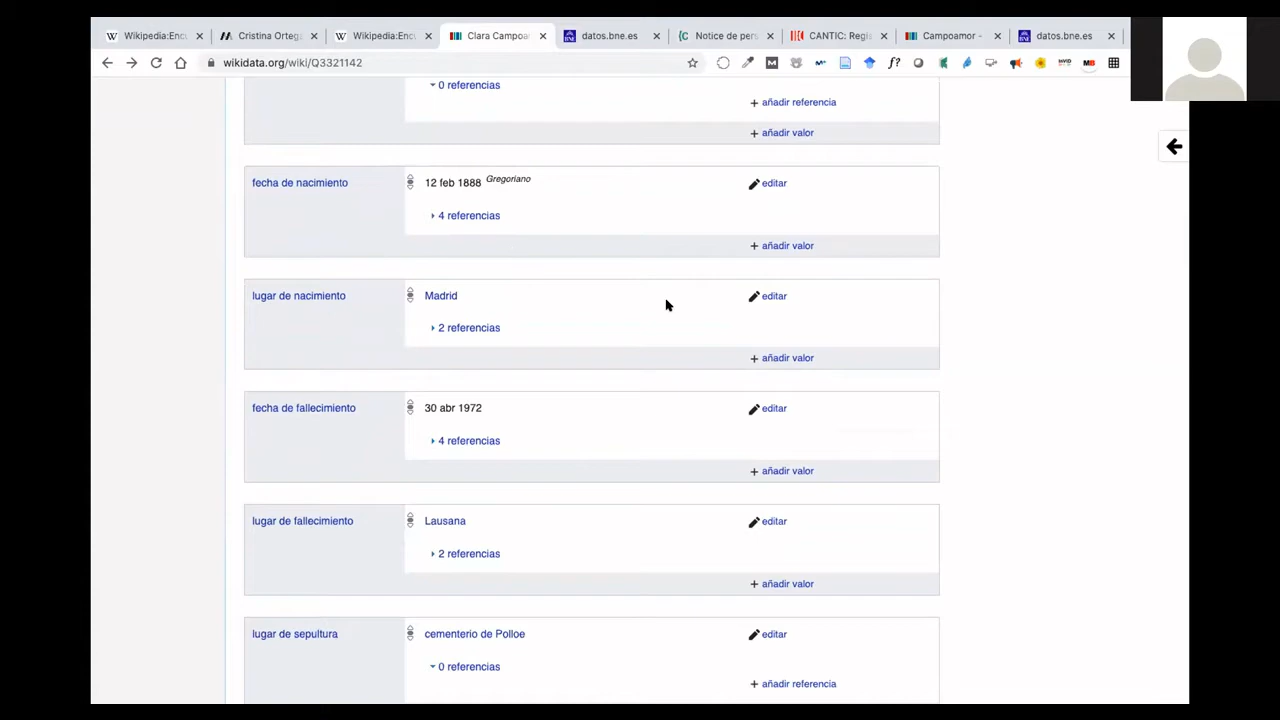 Wikipedia:Encu
Cristina Ortega
Wikipedia:Encu
Clara Campoa
datos.bne.es
Notice de pers
CANTIC: Regis
Campoamor -
datos.bne.es
wikidata.org/wiki/Q3321142
0 referencias
+ añadir referencia
+ añadir valor
fecha de nacimiento
12 feb 1888 Gregoriano
editar
4 referencias
+ añadir valor
lugar de nacimiento
Madrid
editar
2 referencias
+ añadir valor
fecha de fallecimiento
30 abr 1972
editar
4 referencias
+ añadir valor
lugar de fallecimiento
Lausana
editar
2 referencias
+ añadir valor
lugar de sepultura
cementerio de Polloe
editar
0 referencias
+ añadir referencia